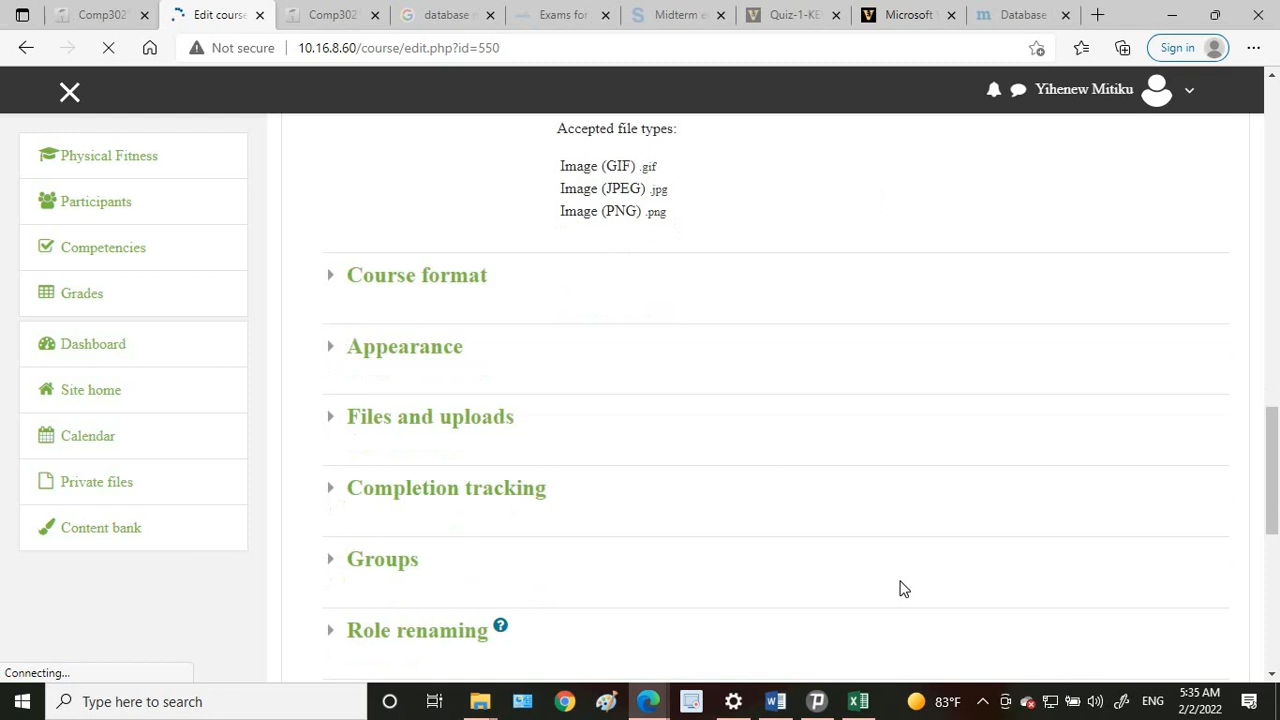 Comp302
Edit course
Comp302
database n
Exams for
Midterm e
Quiz-1-KE
Microsoft
Database
Not secure
10.16.8.60/course/edit.php?id=550
Sign in
Yihenew Mitiku
Physical Fitness
Participants
Competencies
Grades
Dashboard
Site home
Calendar
Private files
Content bank
Accepted file types:
Image (GIF) .gif
Image (JPEG) .jpg
Image (PNG) .png
Course format
Appearance
Files and uploads
Completion tracking
Groups
Role renaming ?
Connecting...
Type here to search
83°F
ENG
5:35 AM
2/2/2022